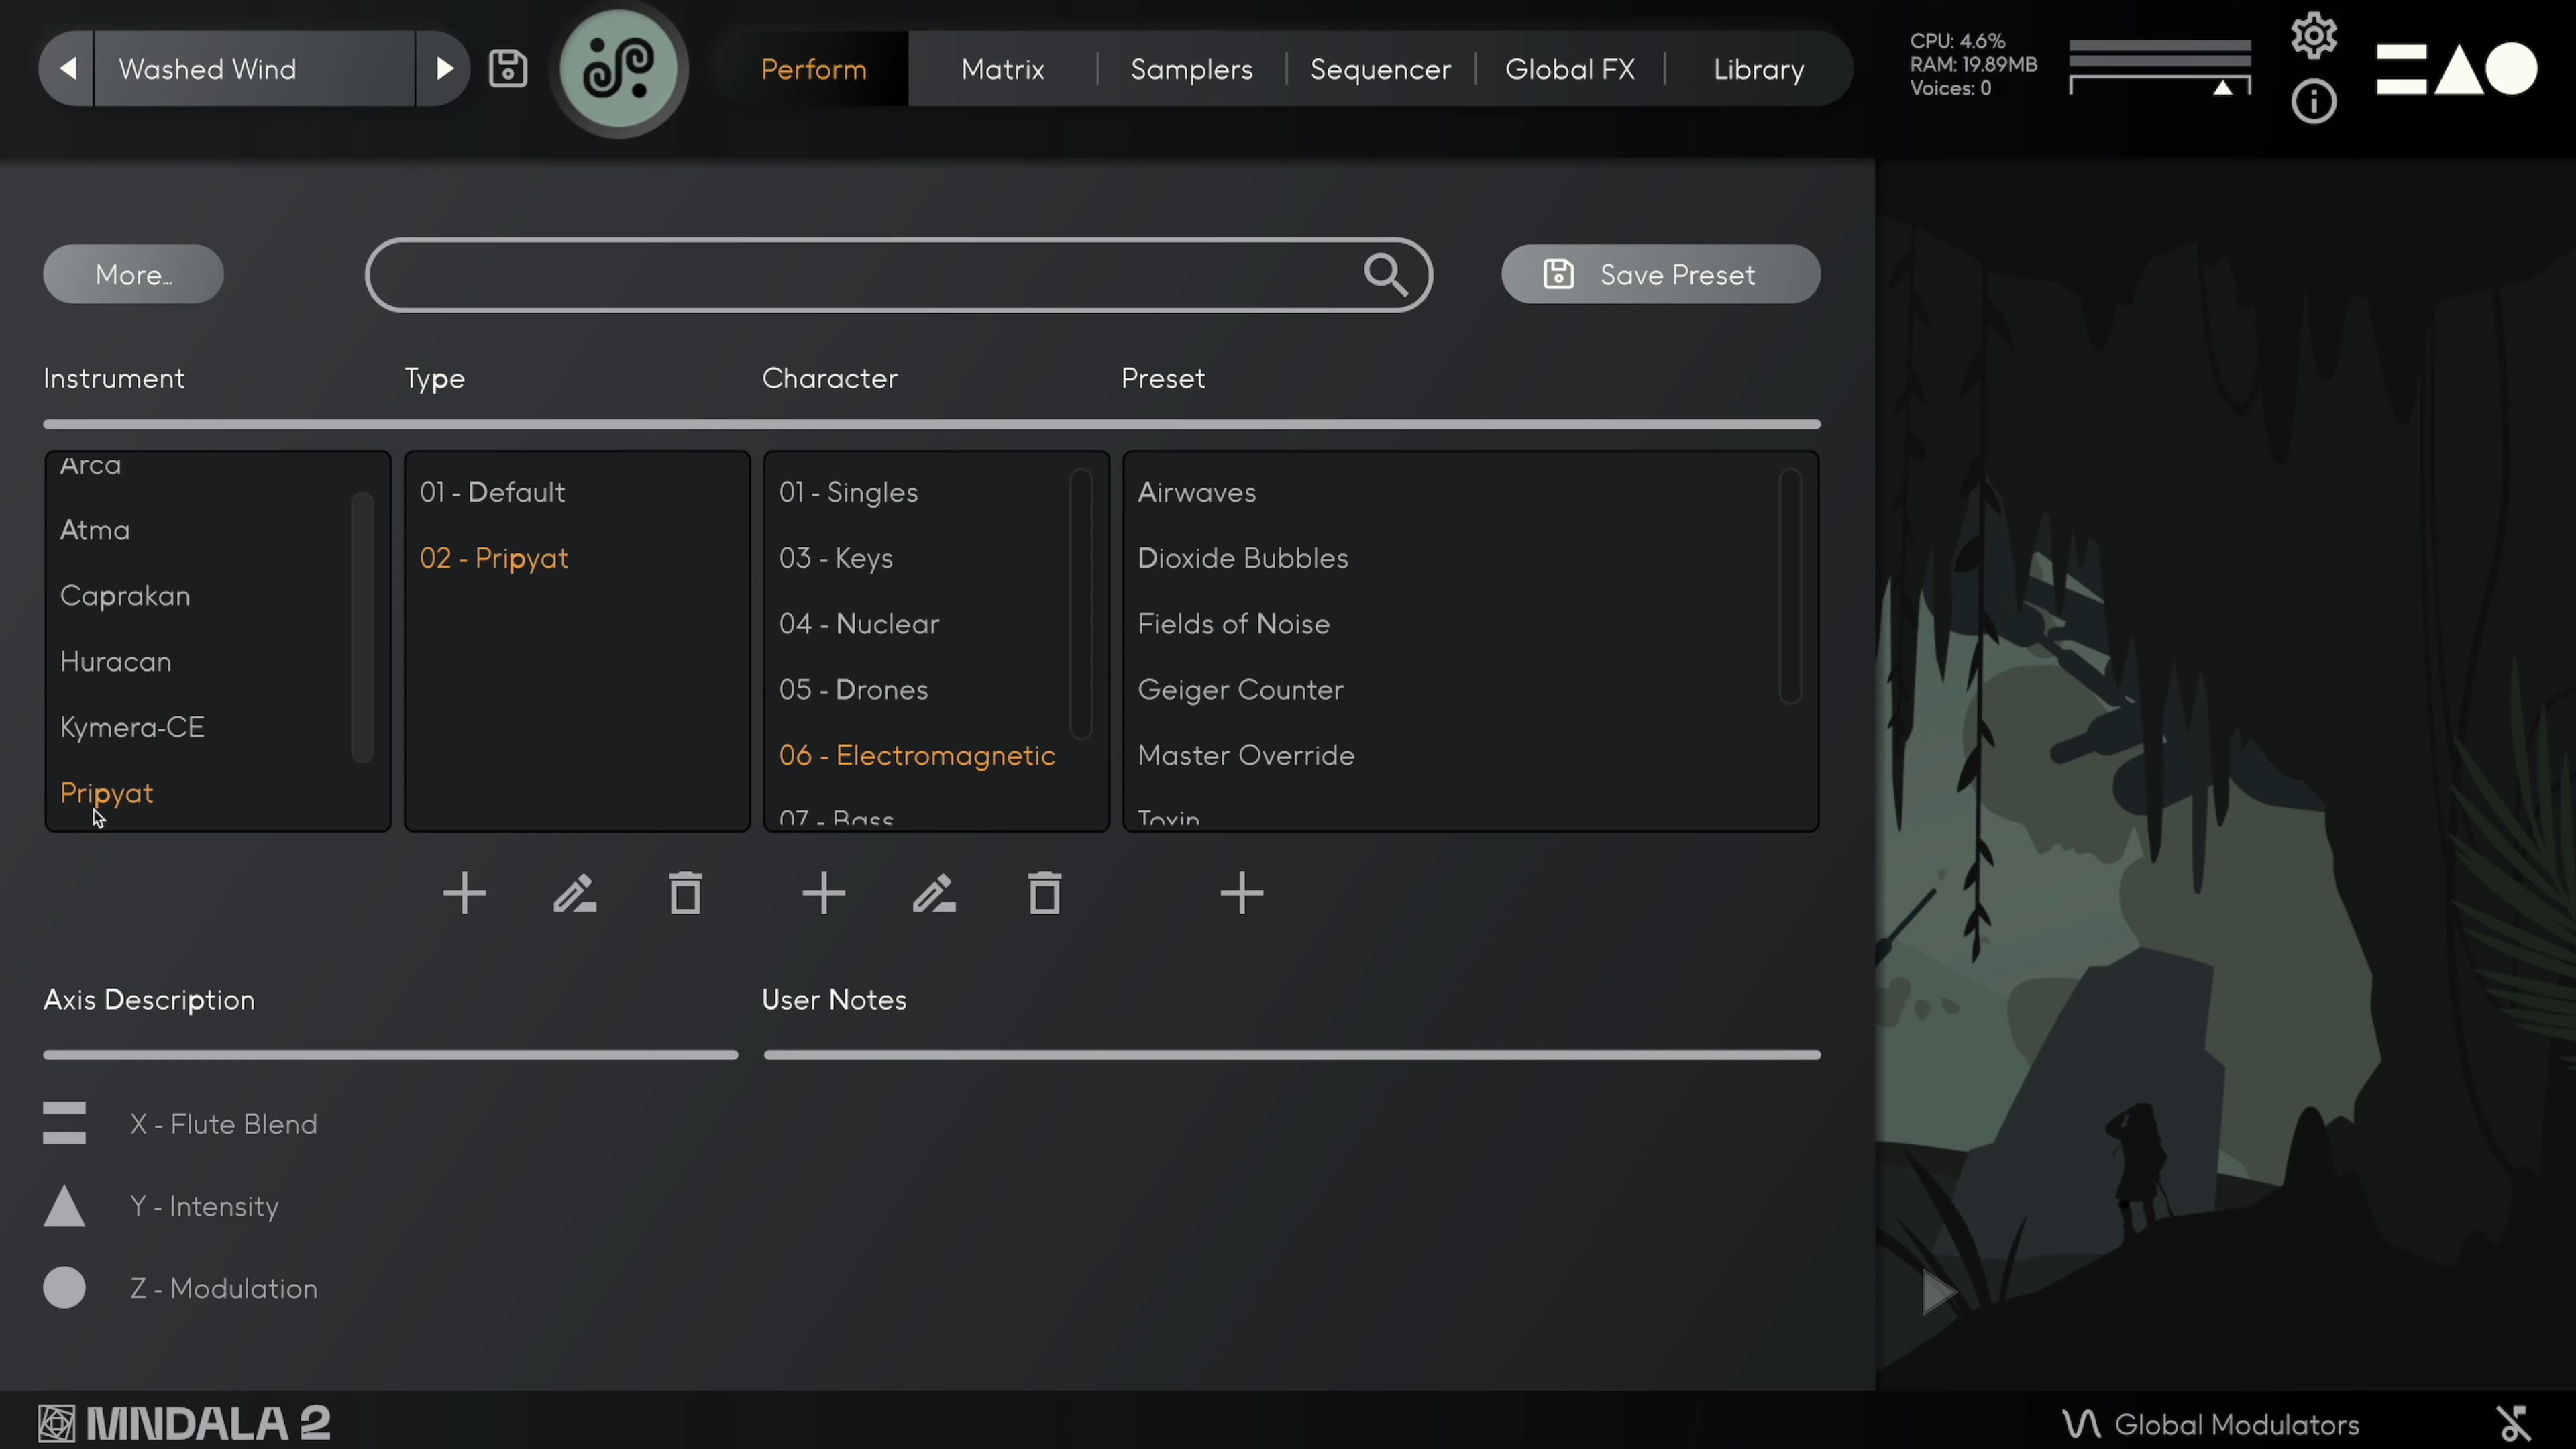 Washed Wind
Perform
Matrix
Samplers
Sequencer
Global FX
Library
CPU: 4.6%
RAM: 19.89MB
Voices: 0
More...
Save Preset
Instrument
Type
Character
Preset
Arca
Atma
Caprakan
Huracan
Kymera-CE
Pripyat
01 - Default
02 - Pripyat
01 - Singles
03 - Keys
04 - Nuclear
05 - Drones
06 - Electromagnetic
07 - Bass
Airwaves
Dioxide Bubbles
Fields of Noise
Geiger Counter
Master Override
Toxin
Axis Description
User Notes
X - Flute Blend
Y - Intensity
Z - Modulation
MNDALA 2
Global Modulators